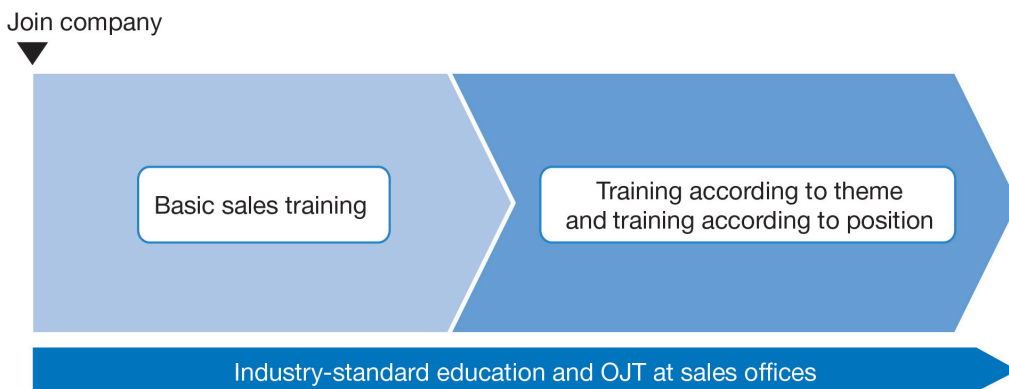 Join company
Basic sales training
Training according to theme
and training according to position
Industry-standard education and OJT at sales offices